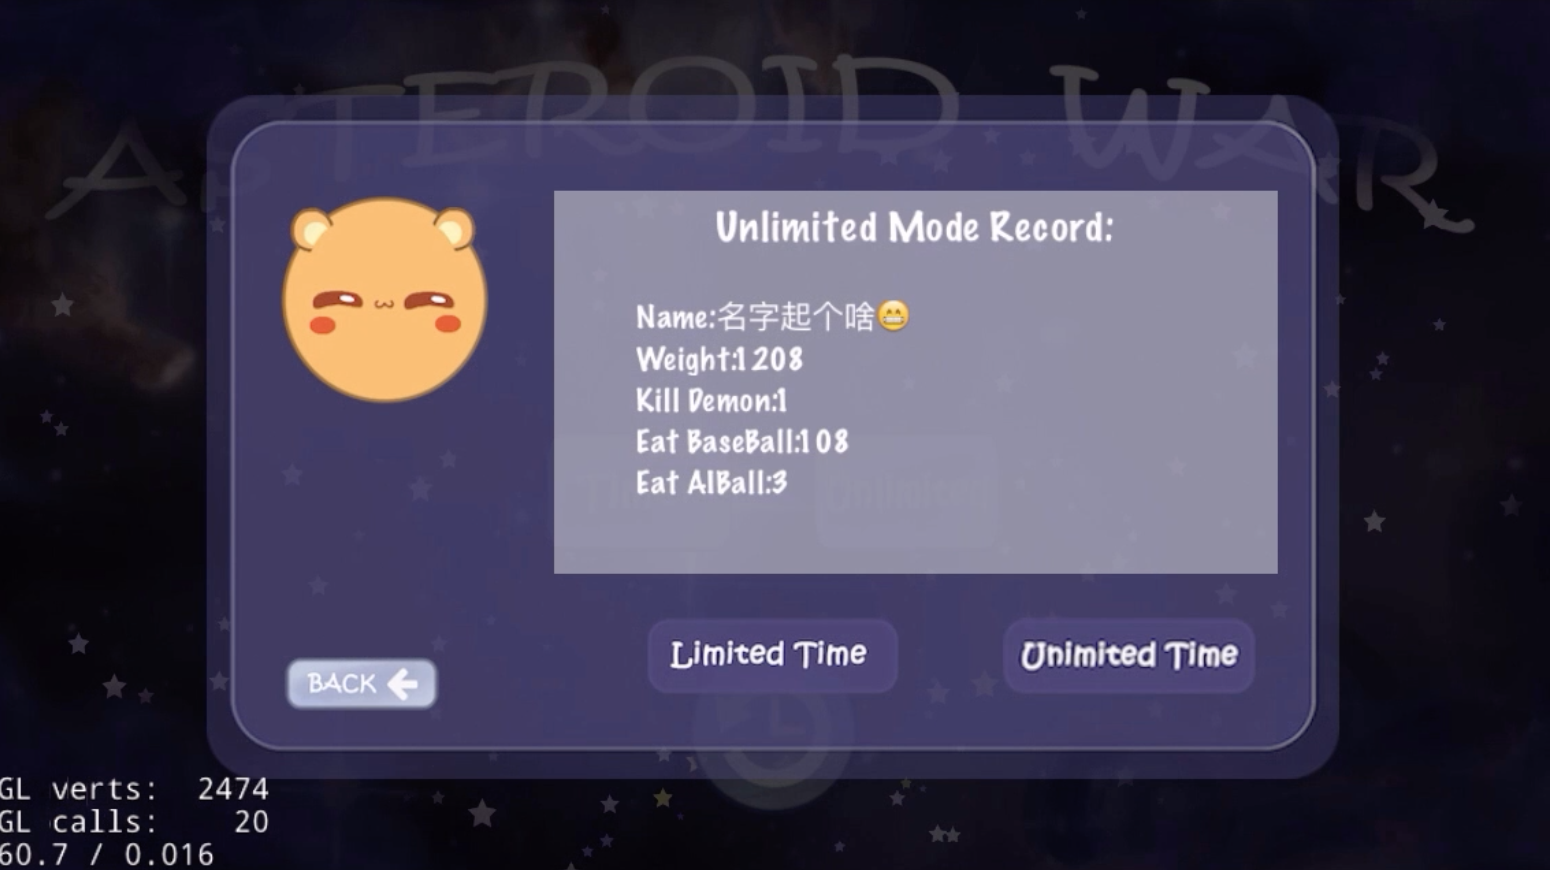 ASTEROID WAR
Unlimited Mode Record:
Name:名字起个啥😁
Weight:1208
Kill Demon:1
Eat BaseBall:108
Eat AIBall:3
Limited Time
Unimited Time
BACK
GL verts: 2474
GL calls: 20
60.7 / 0.016